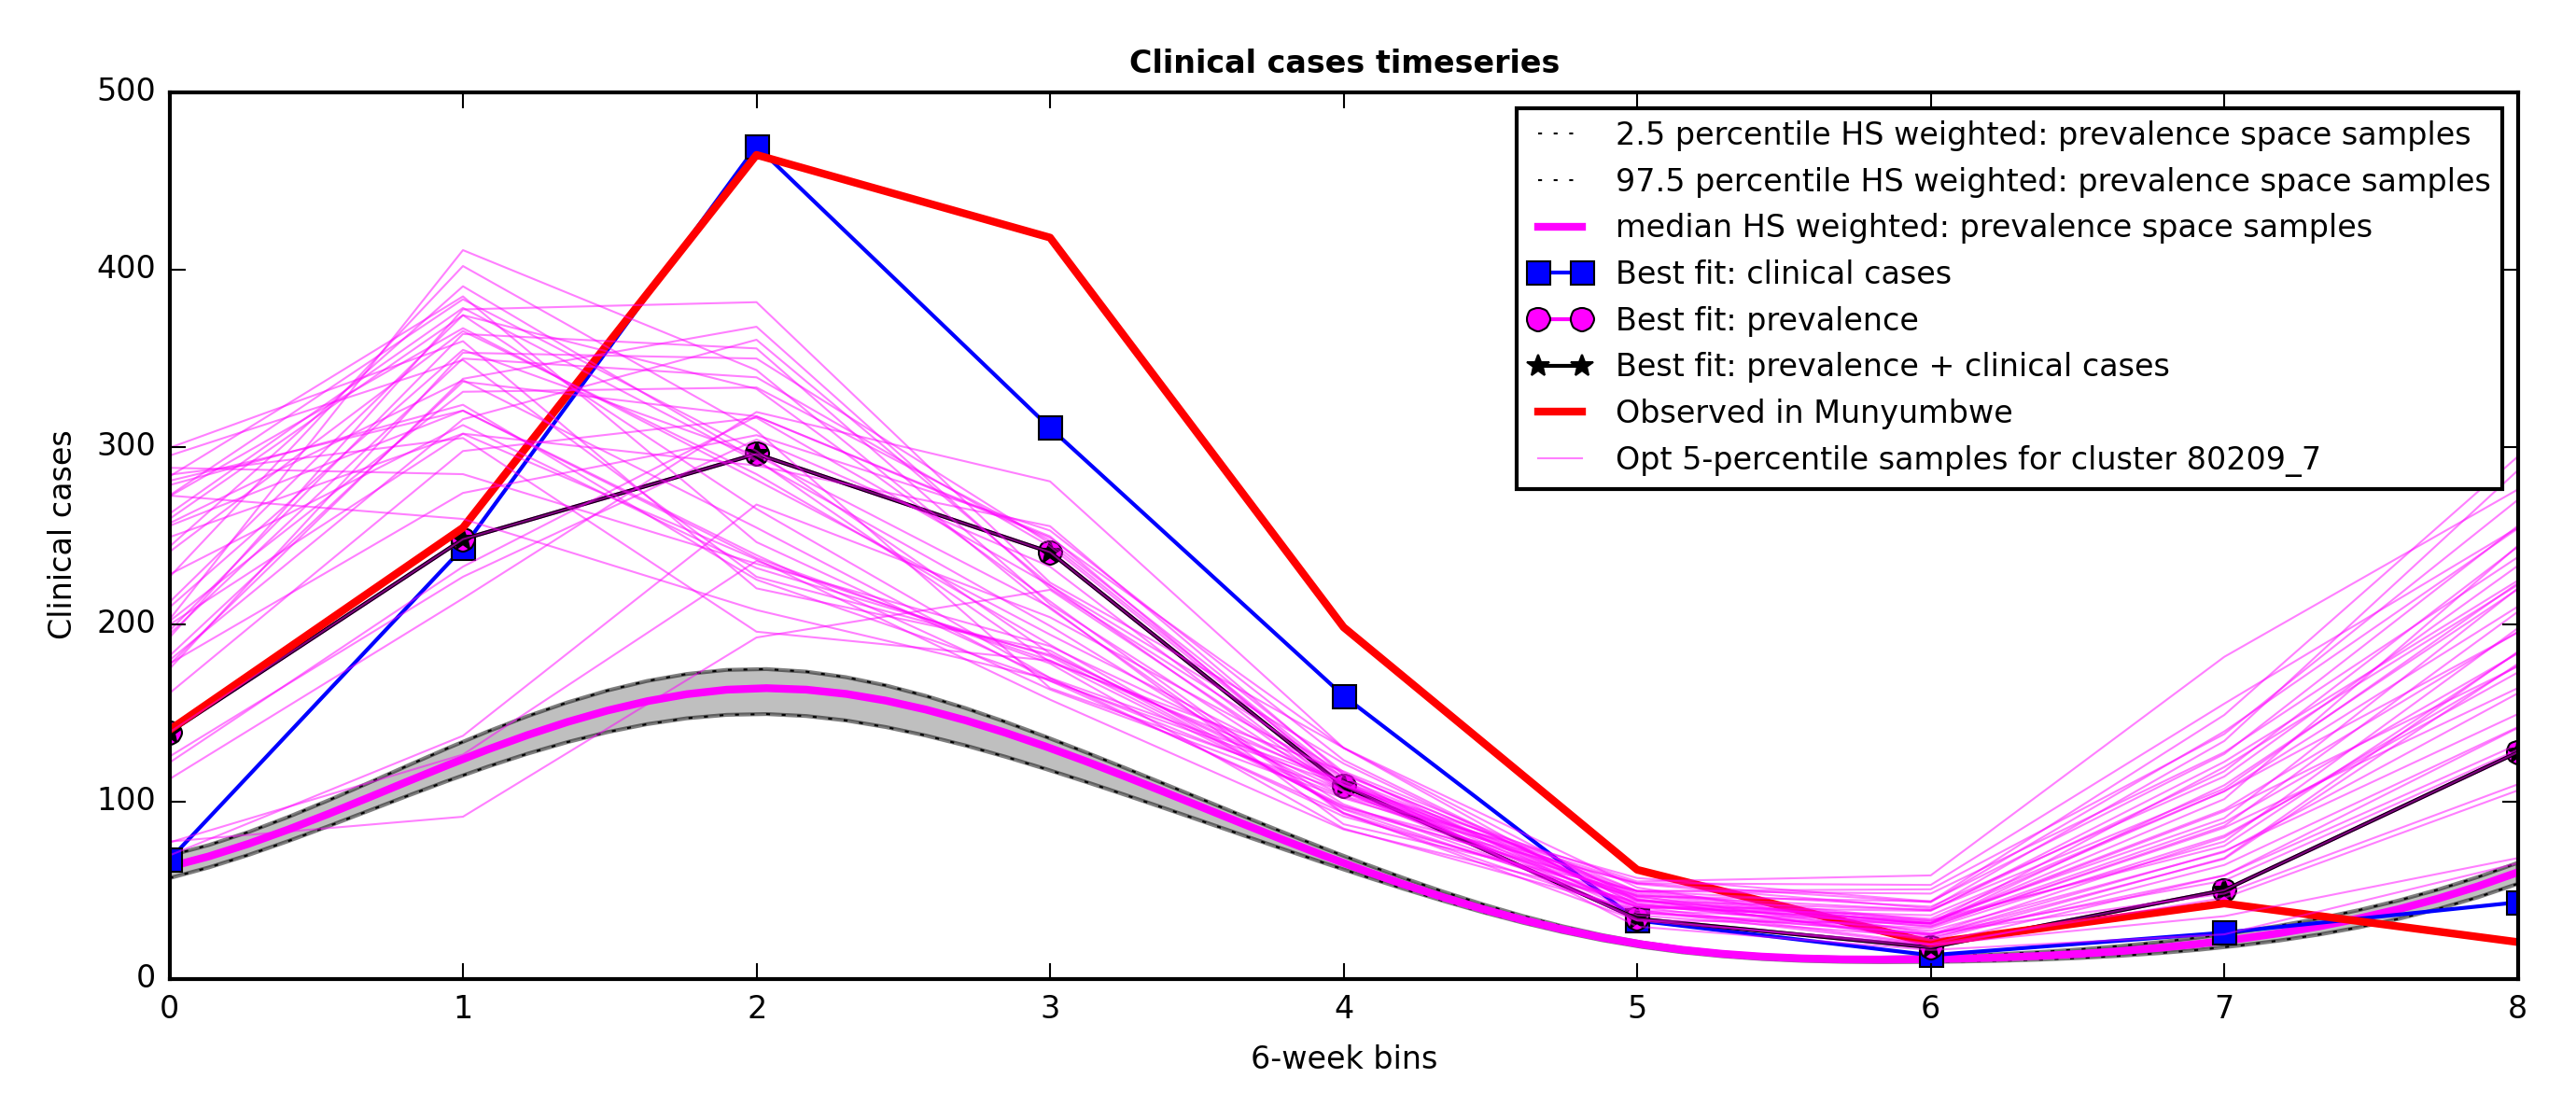 Clinical cases timeseries
500
400
300
200
100
0
Clinical cases
2.5 percentile HS weighted: prevalence space samples
97.5 percentile HS weighted: prevalence space samples
median HS weighted: prevalence space samples
Best fit: clinical cases
Best fit: prevalence
Best fit: prevalence + clinical cases
Observed in Munyumbwe
Opt 5-percentile samples for cluster 80209_7
0 1 2 3 4 5 6 7 8
6-week bins